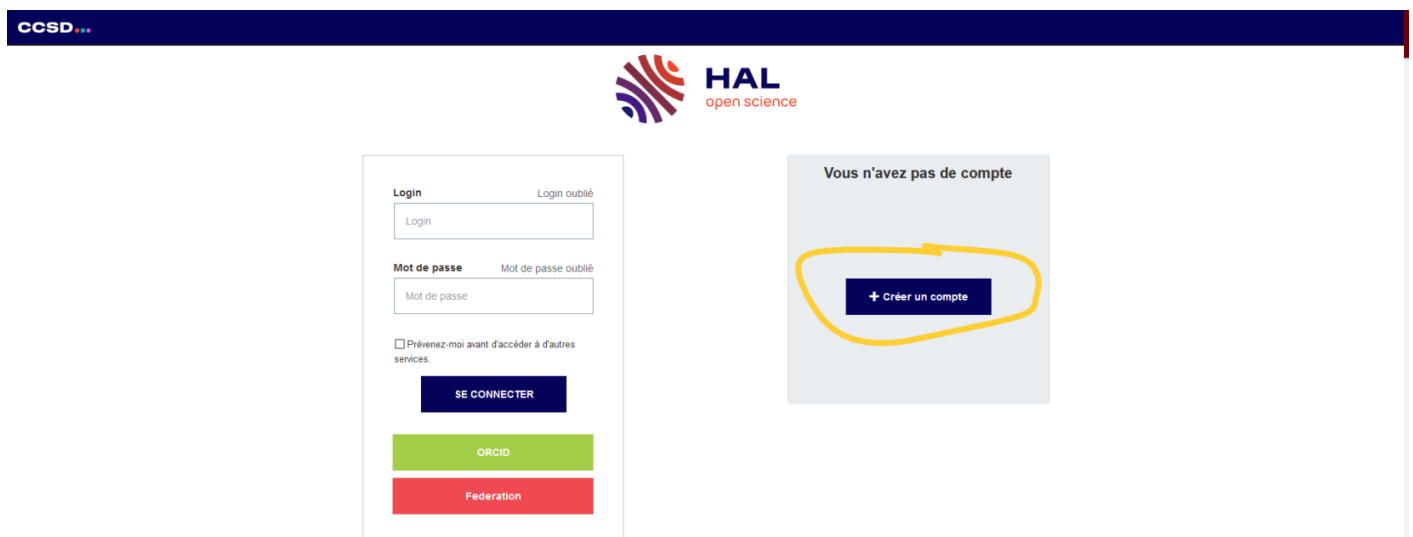 CCSD
HAL
open science
Login
Login oublié
Login
Mot de passe
Mot de passe oublié
Mot de passe
Prévenez-moi avant d'accéder à d'autres
services.
SE CONNECTER
ORCID
Federation
Vous n'avez pas de compte
+ Créer un compte